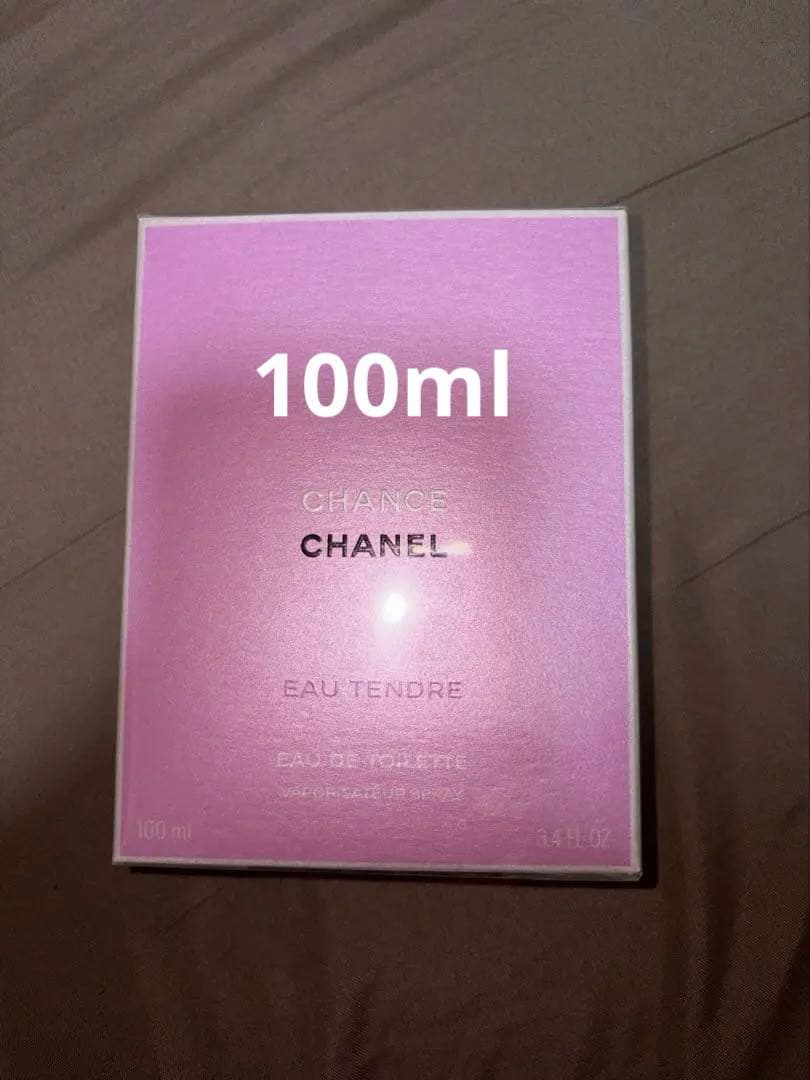 100ml
CHANCE
CHANEL
EAU TENDRE
EAU DE TOILETTE
VAPORISATEUR SPRAY
100 ml
3.4 FL OZ